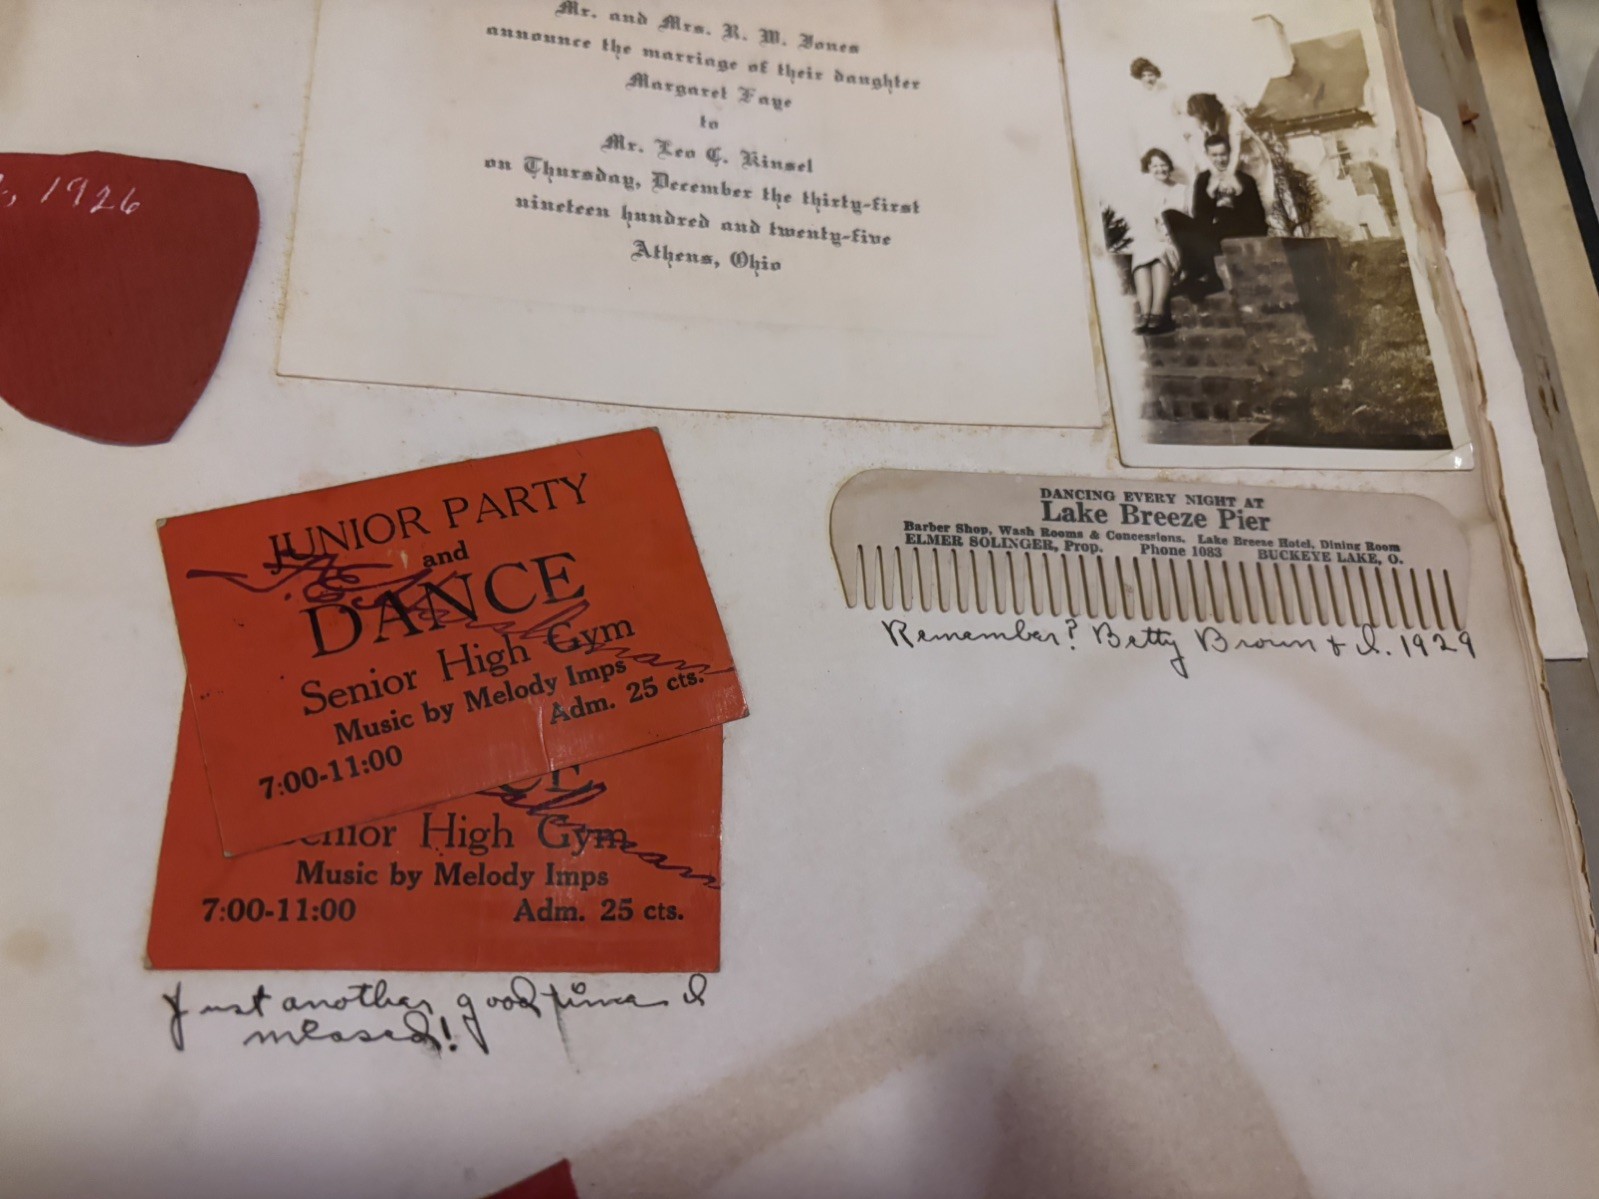 Mr. and Mrs. R. W. Jones
announce the marriage of their daughter
Margaret Faye
to
Mr. Leo C. Kinsel
on Thursday, December the thirty-first
nineteen hundred and twenty-five
Athens, Ohio
, 1926
JUNIOR PARTY
and
DANCE
Senior High Gym
Music by Melody Imps
Adm. 25 cts.
7:00-11:00
CE
enior High Gym
Music by Melody Imps
7:00-11:00 Adm. 25 cts.
Just another good time I
missed!
DANCING EVERY NIGHT AT
Lake Breeze Pier
Barber Shop, Wash Rooms & Concessions. Lake Breeze Hotel, Dining Room
ELMER SOLINGER, Prop. Phone 1083 BUCKEYE LAKE, O.
Remember? Betty Brown & I. 1929